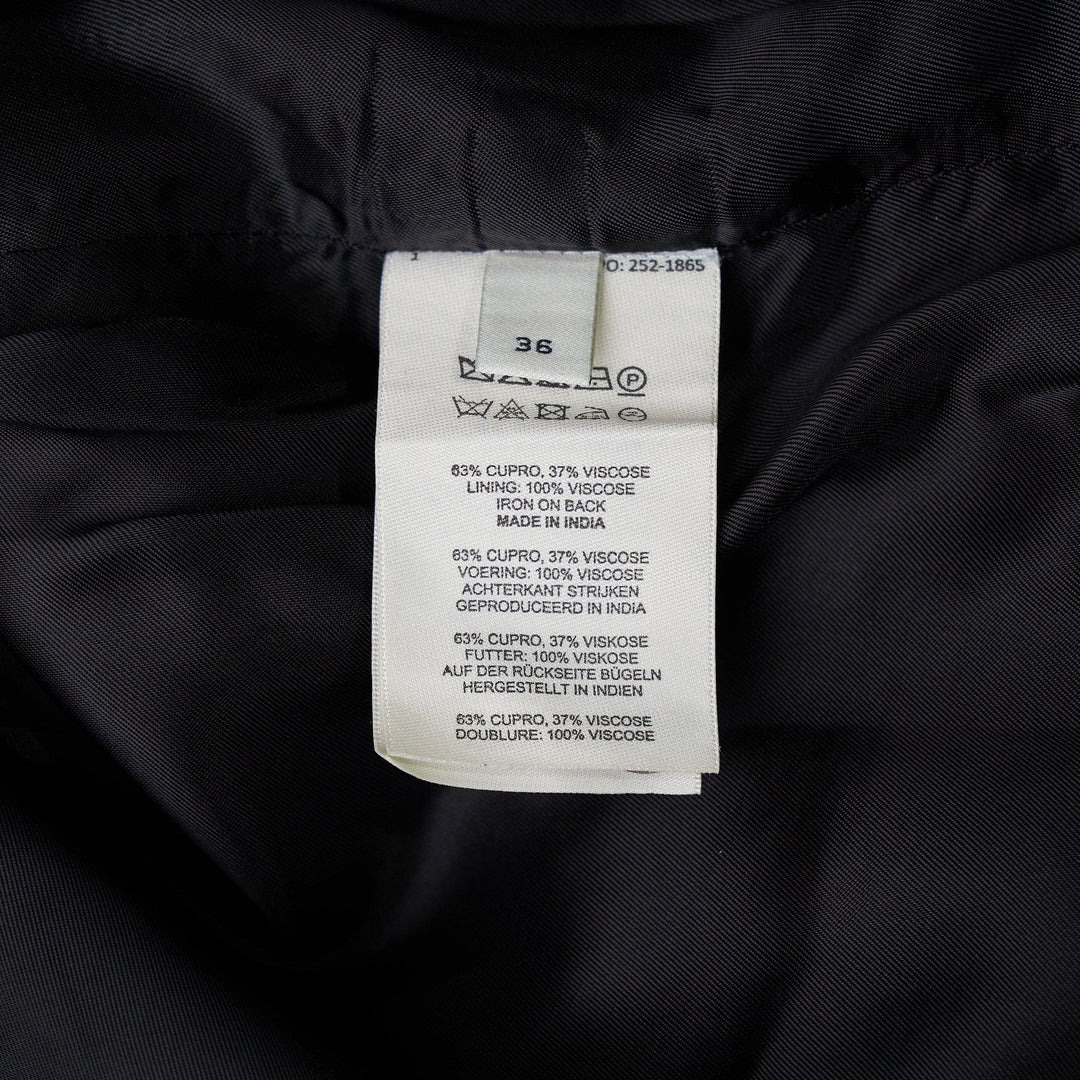 1
PO: 252-1865
36
P
63% CUPRO, 37% VISCOSE
LINING: 100% VISCOSE
IRON ON BACK
MADE IN INDIA
63% CUPRO, 37% VISCOSE
VOERING: 100% VISCOSE
ACHTERKANT STRIJKEN
GEPRODUCEERD IN INDIA
63% CUPRO, 37% VISKOSE
FUTTER: 100% VISKOSE
AUF DER RÜCKSEITE BÜGELN
HERGESTELLT IN INDIEN
63% CUPRO, 37% VISCOSE
DOUBLURE: 100% VISCOSE